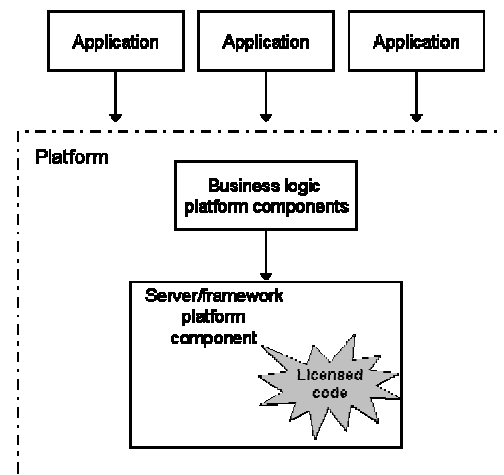 Application Application Application
Platform
Business logic
platform components
Server/framework
platform
component
Licensed
code